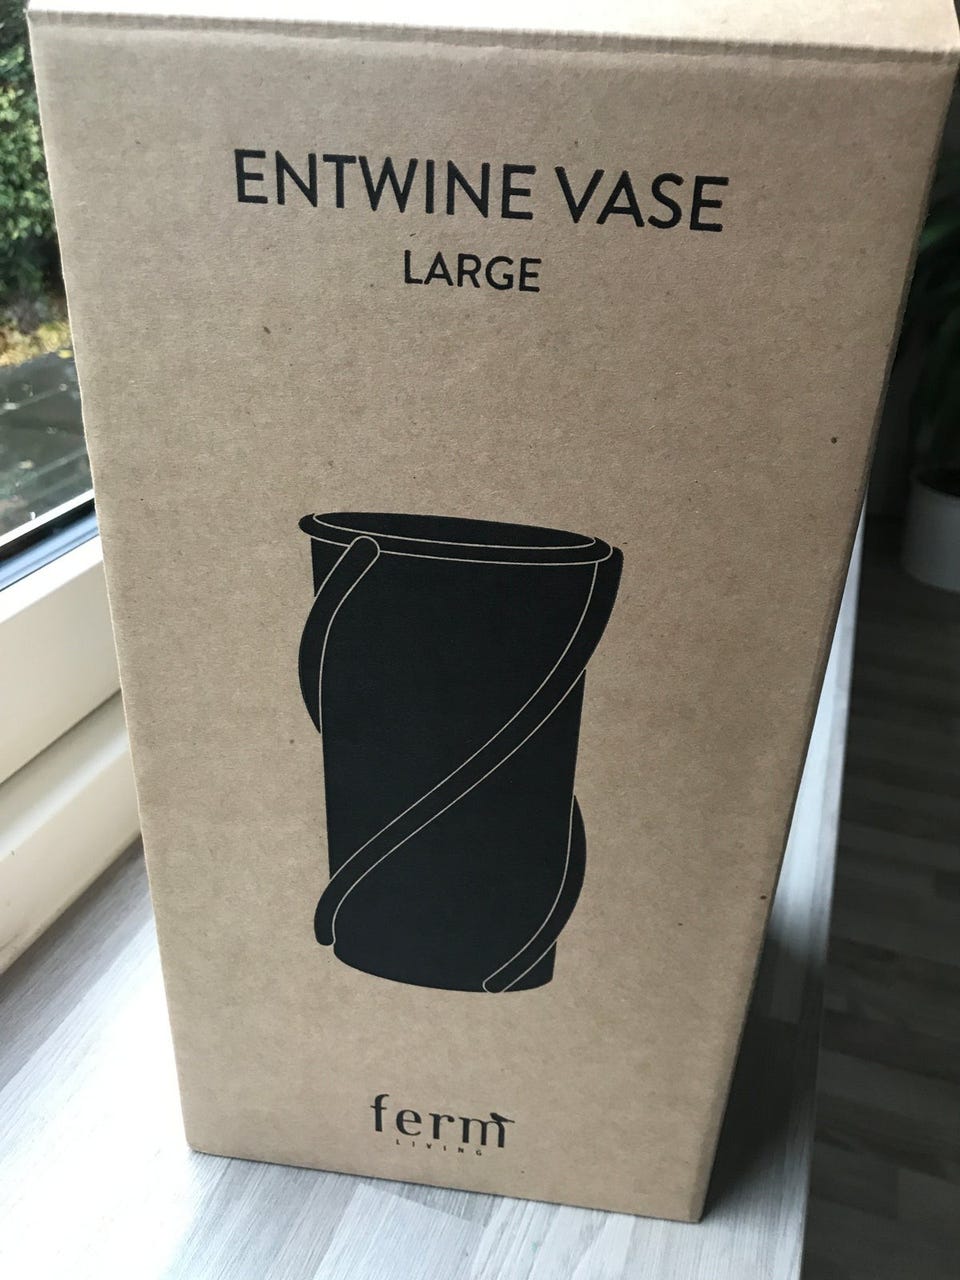 ENTWINE VASE
LARGE
ferm
LIVING